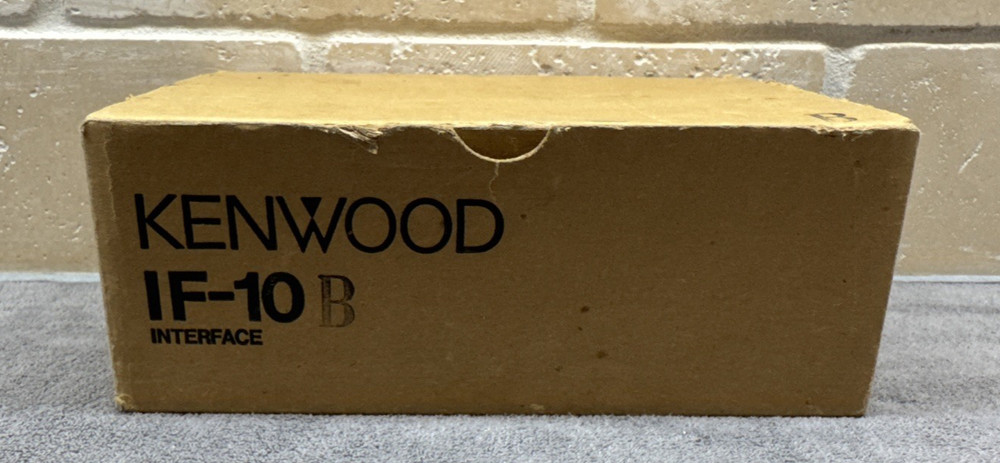 B
KENWOOD
IF-10 B
INTERFACE